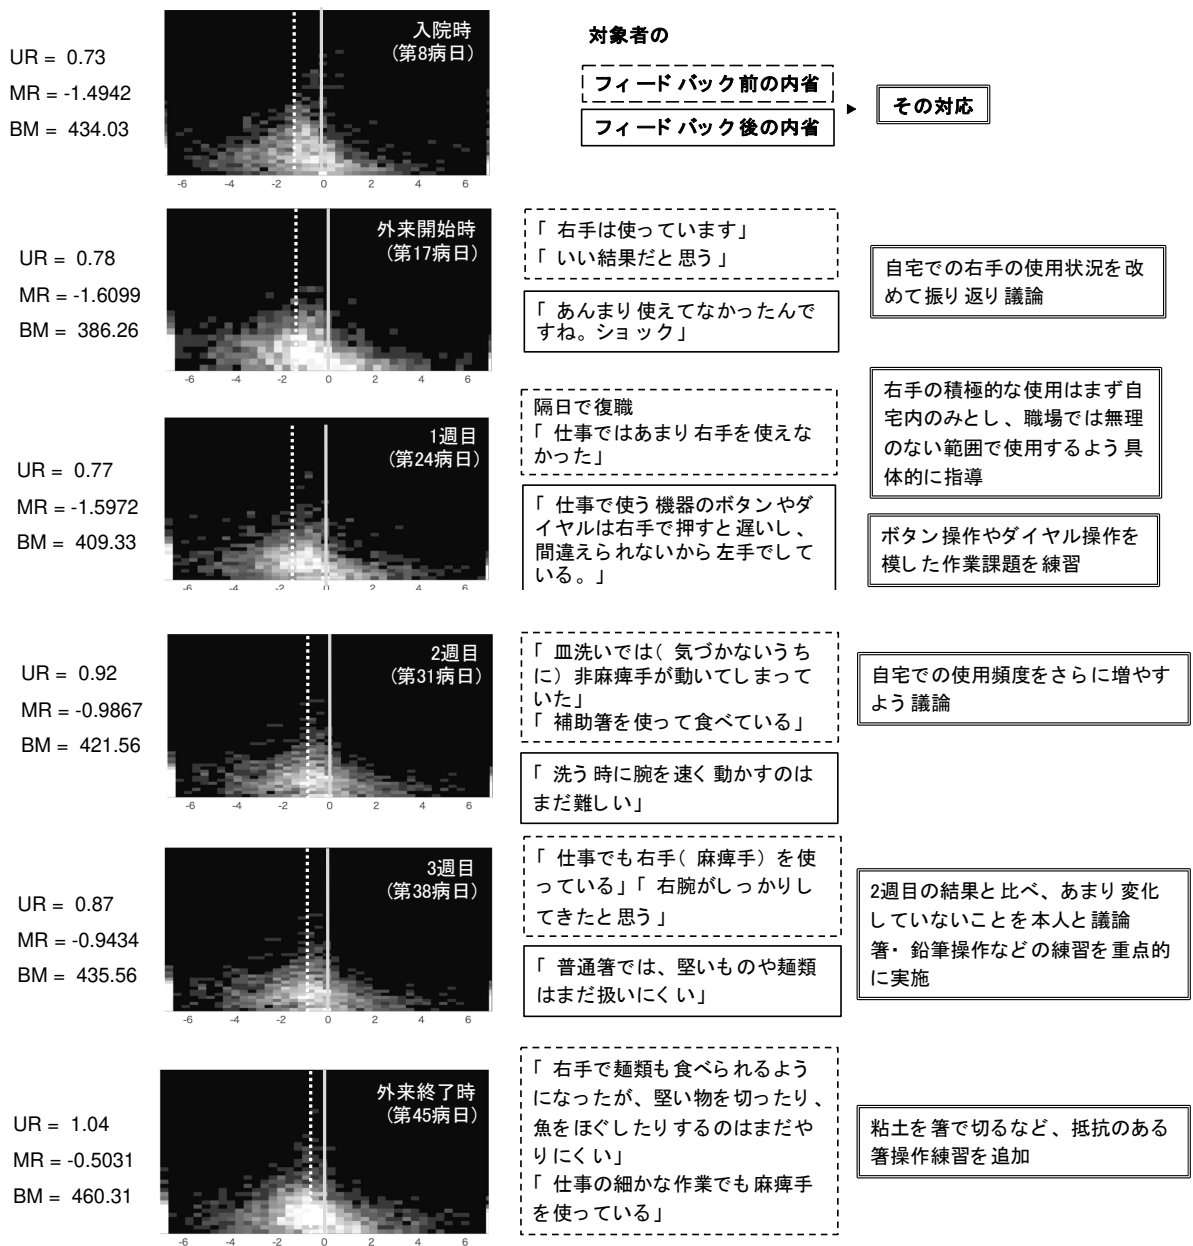 入院時
(第8病日)
UR = 0.73
MR = -1.4942
BM = 434.03
-6 -4 -2 0 2 4 6
対象者の
フィードバック前の内省
フィードバック後の内省
その対応
外来開始時
(第17病日)
UR = 0.78
MR = -1.6099
BM = 386.26
-6 -4 -2 0 2 4 6
「右手は使っています」
「いい結果だと思う」
「あんまり使えてなかったんで
すね。ショック」
自宅での右手の使用状況を改
めて振り返り議論
1週目
(第24病日)
UR = 0.77
MR = -1.5972
BM = 409.33
-6 -4 -2 0 2 4 6
隔日で復職
「仕事ではあまり右手を使えな
かった」
「仕事で使う機器のボタンやダ
イヤルは右手で押すと遅いし、
間違えられないから左手でして
いる。」
右手の積極的な使用はまず自
宅内のみとし、職場では無理
のない範囲で使用するよう具
体的に指導
ボタン操作やダイヤル操作を
模した作業課題を練習
2週目
(第31病日)
UR = 0.92
MR = -0.9867
BM = 421.56
-6 -4 -2 0 2 4 6
「皿洗いでは(気づかないうち
に)非麻痺手が動いてしまって
いた」
「補助箸を使って食べている」
「洗う時に腕を速く動かすのは
まだ難しい」
自宅での使用頻度をさらに増やす
よう議論
3週目
(第38病日)
UR = 0.87
MR = -0.9434
BM = 435.56
-6 -4 -2 0 2 4 6
「仕事でも右手(麻痺手)を使
っている」「右腕がしっかりし
てきたと思う」
「普通箸では、堅いものや麺類
はまだ扱いにくい」
2週目の結果と比べ、あまり変化
していないことを本人と議論
箸・鉛筆操作などの練習を重点的
に実施
外来終了時
(第45病日)
UR = 1.04
MR = -0.5031
BM = 460.31
-6 -4 -2 0 2 4 6
「右手で麺類も食べられるよう
になったが、堅い物を切ったり、
魚をほぐしたりするのはまだや
りにくい」
「仕事の細かな作業でも麻痺手
を使っている」
粘土を箸で切るなど、抵抗のある
箸操作練習を追加